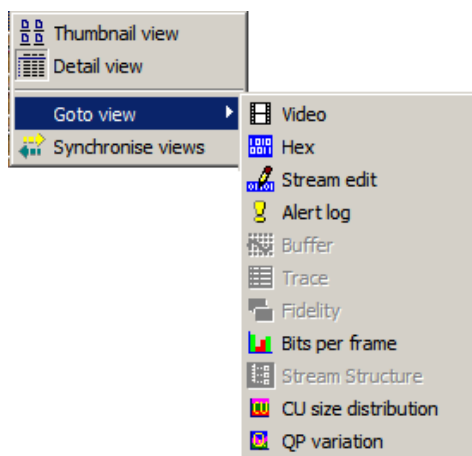 Thumbnail view
Detail view
Goto view
Synchronise views
Video
Hex
Stream edit
Alert log
Buffer
Trace
Fidelity
Bits per frame
Stream Structure
CU size distribution
QP variation